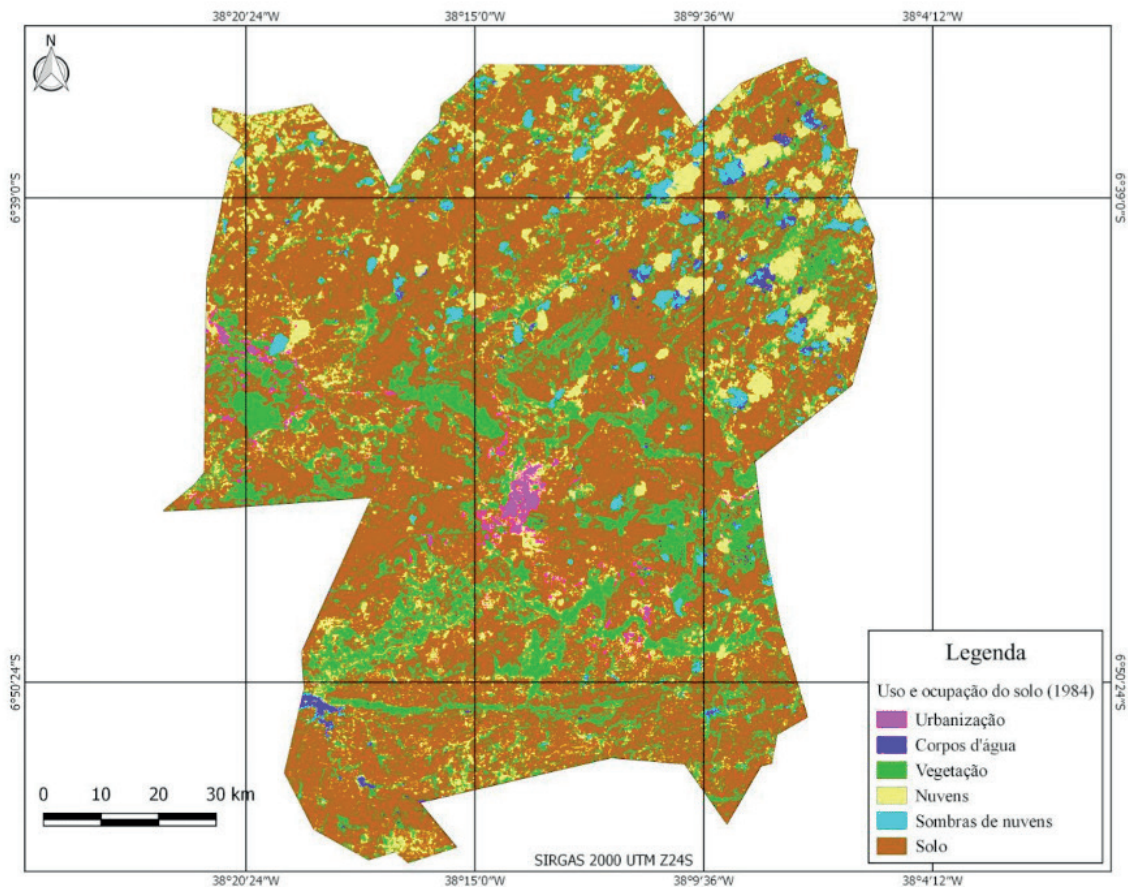 38°20'24"W 38°15'0"W 38°9'36"W 38°4'12"W
N
6°39'0"S 6°39'0"S
6°50'24"S 6°50'24"S
Legenda
Uso e ocupação do solo (1984)
Urbanização
Corpos d'água
Vegetação
Nuvens
Sombras de nuvens
Solo
0 10 20 30 km
SIRGAS 2000 UTM Z24S
38°20'24"W 38°15'0"W 38°9'36"W 38°4'12"W